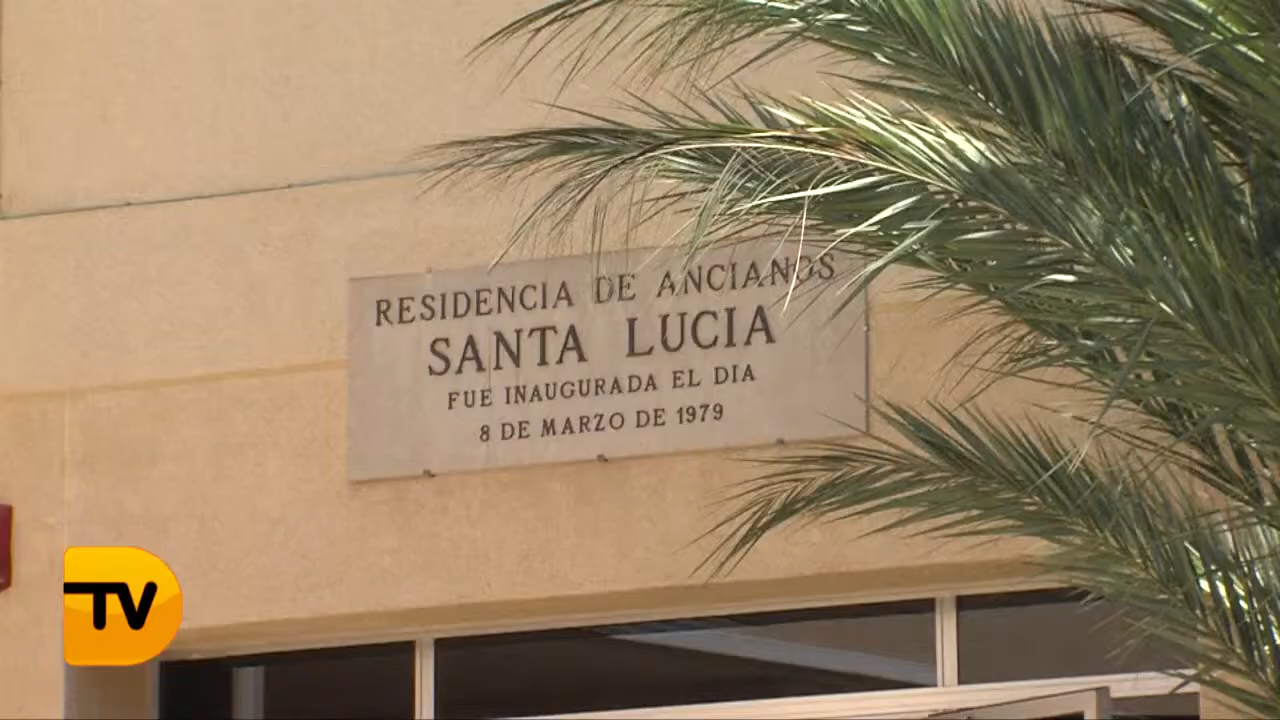 RESIDENCIA DE ANCIANOS
SANTA LUCIA
FUE INAUGURADA EL DIA
8 DE MARZO DE 1979
TV